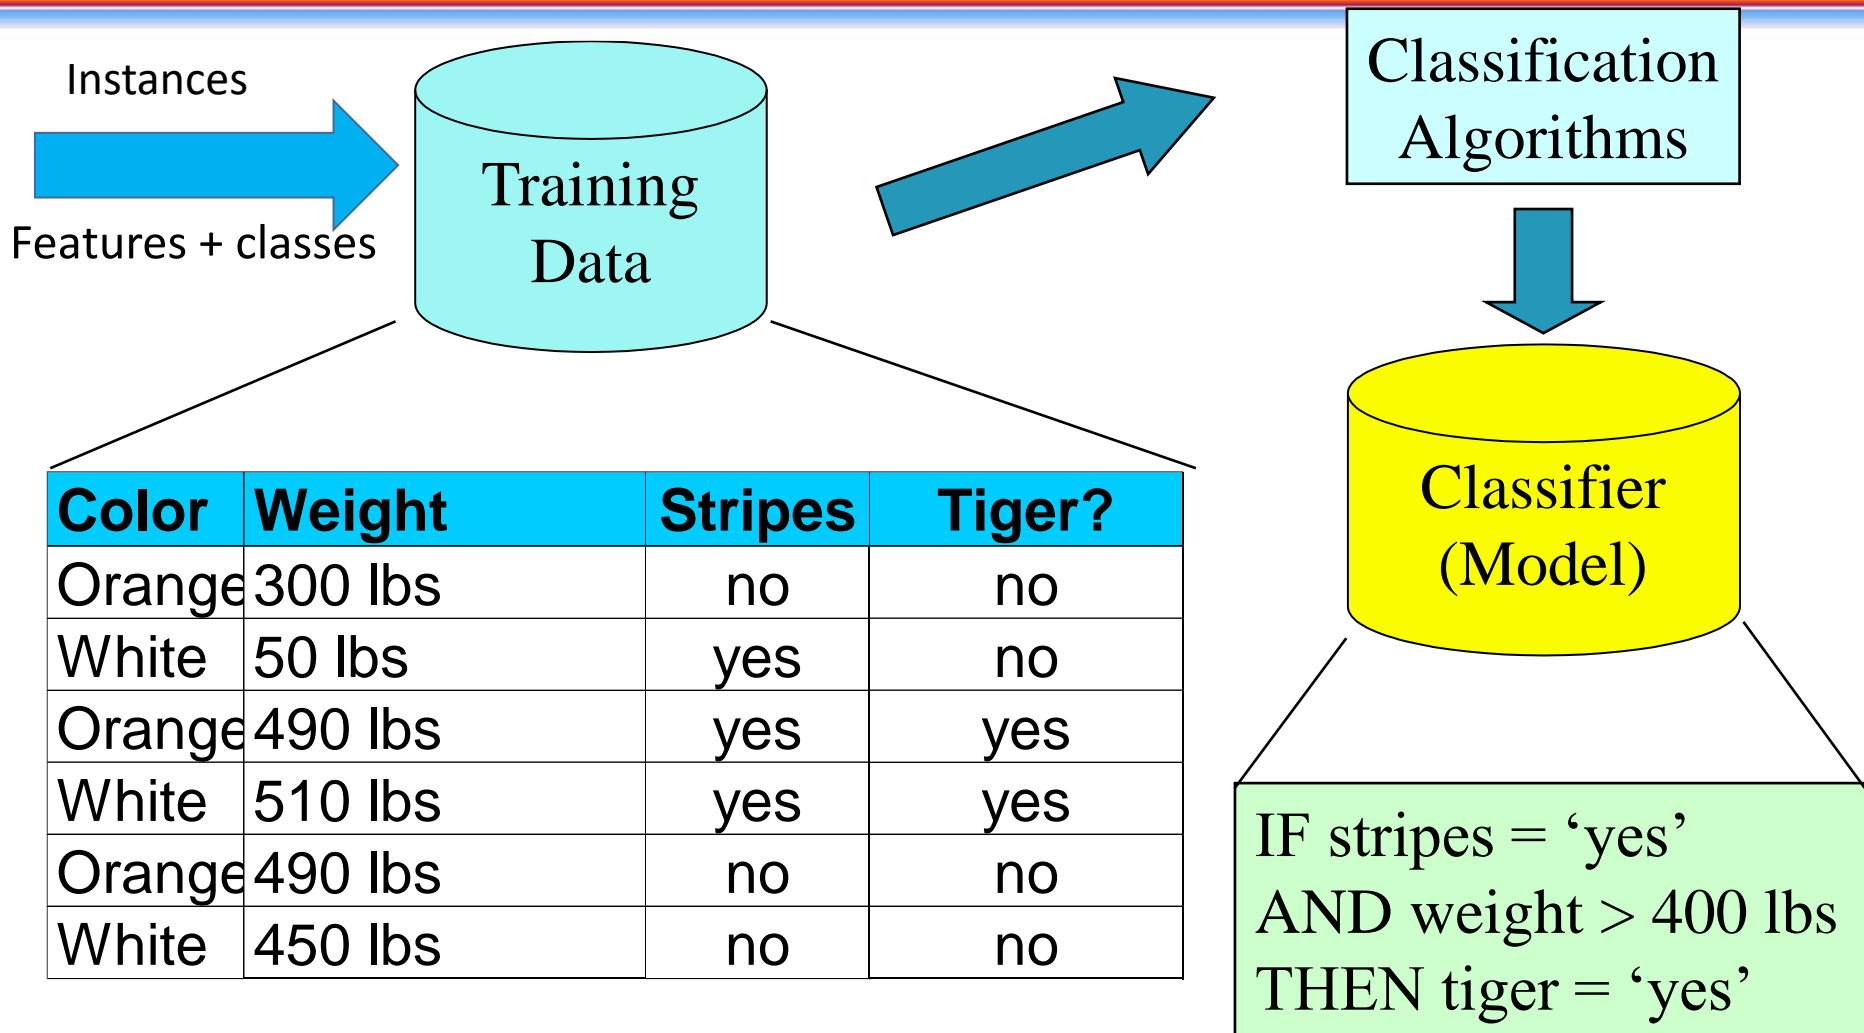 Instances
Features + classes
Training
Data
Classification
Algorithms
Classifier
(Model)
Color Weight Stripes Tiger?
Orange 300 lbs no no
White 50 lbs yes no
Orange 490 lbs yes yes
White 510 lbs yes yes
Orange 490 lbs no no
White 450 lbs no no
IF stripes = ‘yes’
AND weight > 400 lbs
THEN tiger = ‘yes’